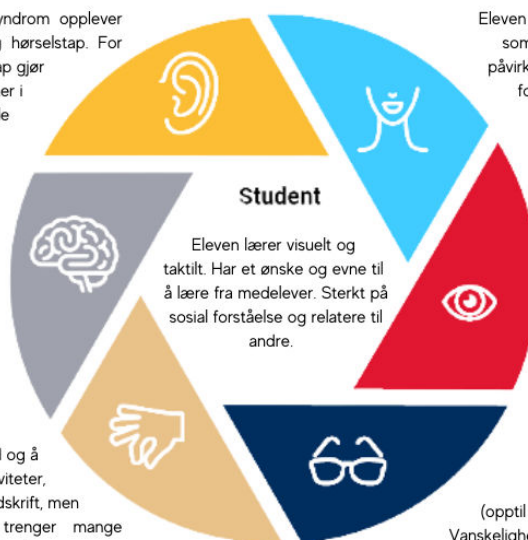 yndrom opplever
hørselstap. For
ap gjør
er i
Eleven
som
påvirk
fo
Student
Eleven lærer visuelt og
taktilt. Har et ønske og evne til
å lære fra medelever. Sterkt på
sosial forståelse og relatere til
andre.
og å
viteter,
dskrift, men
trenger mange
(opptil
Vanskeligh